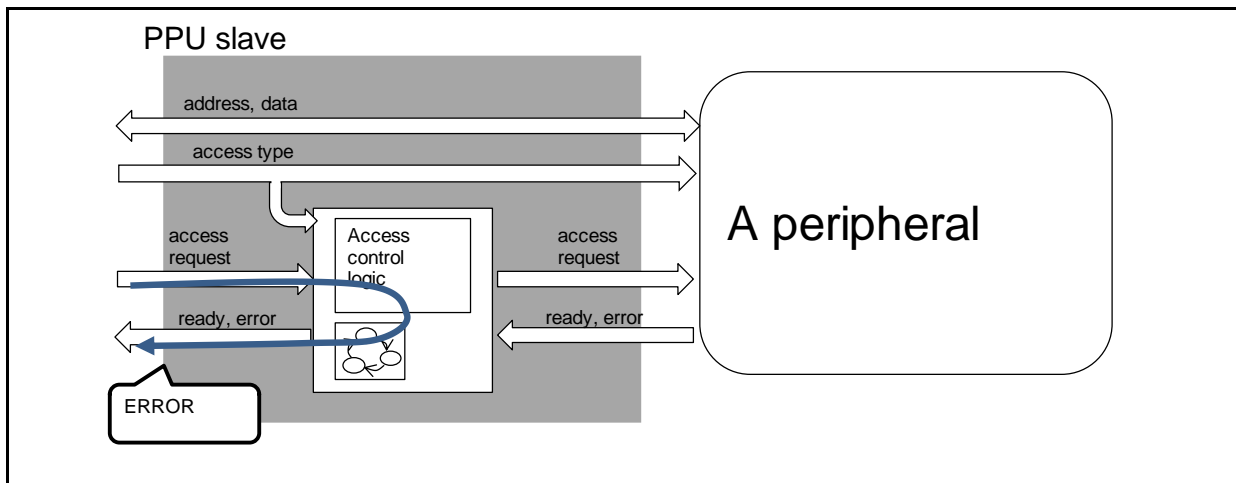 PPU slave
address, data
access type
access
request
Access
control
logic
access
request
A peripheral
ready, error
ready, error
ERROR